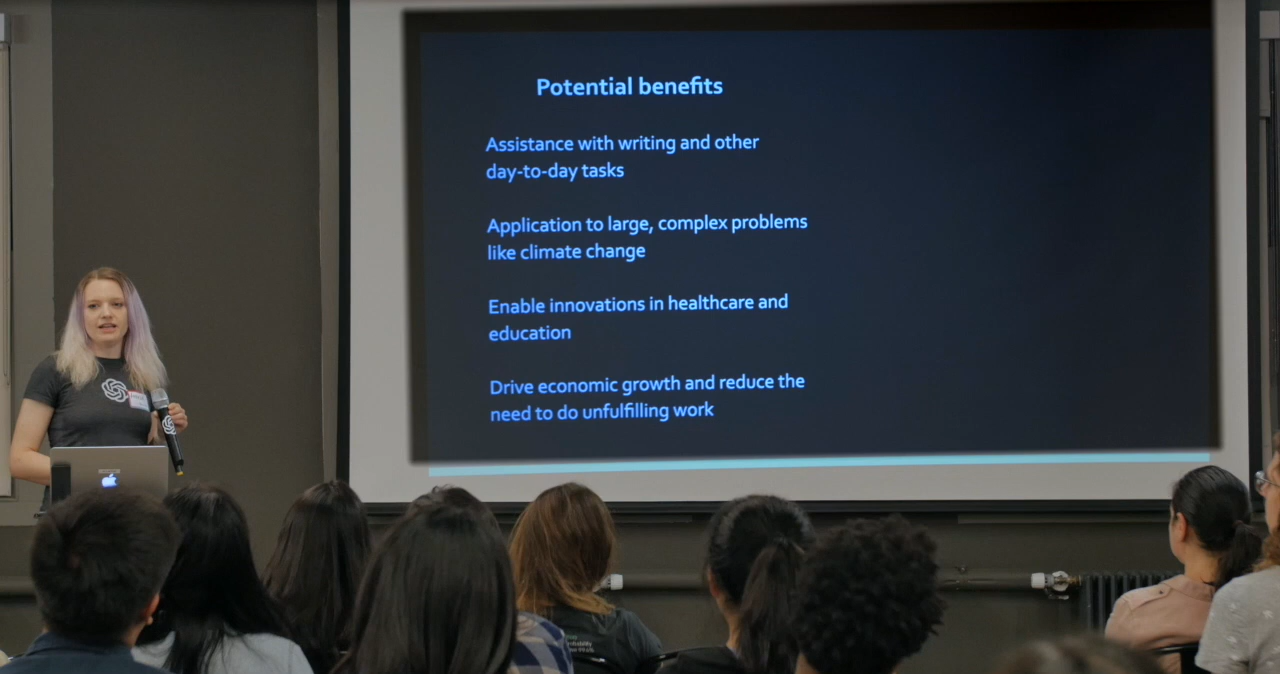 Potential benefits
Assistance with writing and other
day-to-day tasks
Application to large, complex problems
like climate change
Enable innovations in healthcare and
education
Drive economic growth and reduce the
need to do unfulfilling work